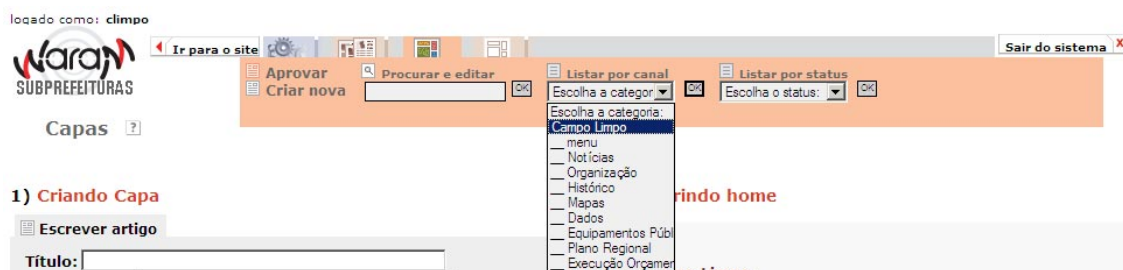 logado como: climpo
Naram
SUBPREFEITURAS
Ir para o site
Sair do sistema X
Aprovar
Criar nova
Procurar e editar
OK
Listar por canal
Escolha a categor
OK
Listar por status
Escolha o status:
OK
Capas ?
Escolha a categoria:
Campo Limpo
__ menu
__ Notícias
__ Organização
__ Histórico
__ Mapas
__ Dados
__ Equipamentos Públ
__ Plano Regional
__ Execução Orçamen
1) Criando Capa
rindo home
Escrever artigo
Título: